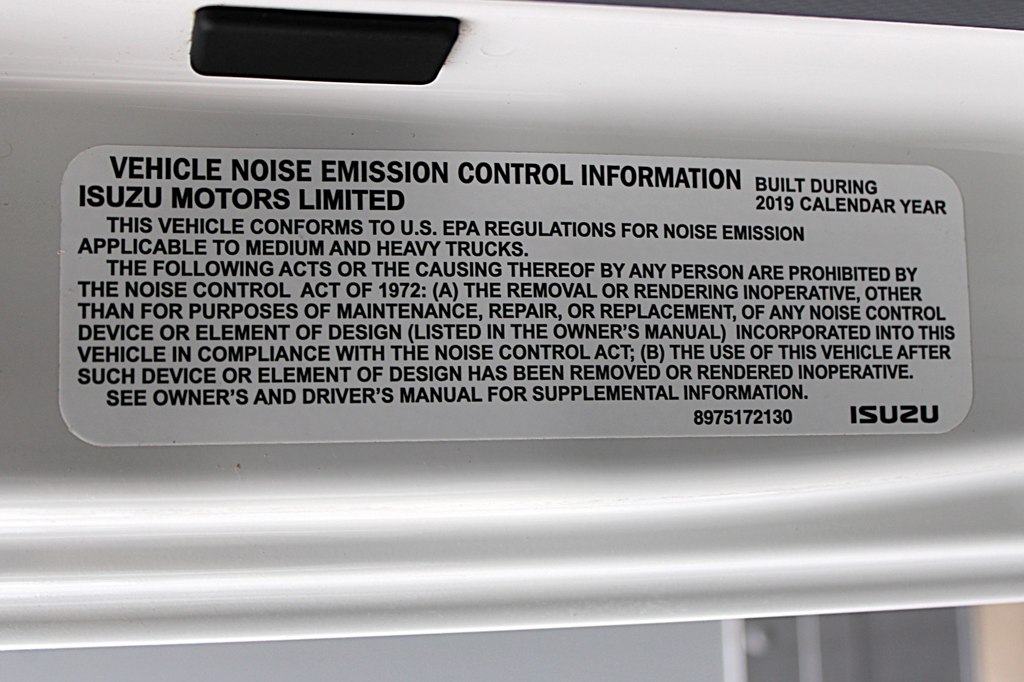 VEHICLE NOISE EMISSION CONTROL INFORMATION
ISUZU MOTORS LIMITED
BUILT DURING
2019 CALENDAR YEAR
THIS VEHICLE CONFORMS TO U.S. EPA REGULATIONS FOR NOISE EMISSION
APPLICABLE TO MEDIUM AND HEAVY TRUCKS.
THE FOLLOWING ACTS OR THE CAUSING THEREOF BY ANY PERSON ARE PROHIBITED BY
THE NOISE CONTROL ACT OF 1972: (A) THE REMOVAL OR RENDERING INOPERATIVE, OTHER
THAN FOR PURPOSES OF MAINTENANCE, REPAIR, OR REPLACEMENT, OF ANY NOISE CONTROL
DEVICE OR ELEMENT OF DESIGN (LISTED IN THE OWNER'S MANUAL) INCORPORATED INTO THIS
VEHICLE IN COMPLIANCE WITH THE NOISE CONTROL ACT; (B) THE USE OF THIS VEHICLE AFTER
SUCH DEVICE OR ELEMENT OF DESIGN HAS BEEN REMOVED OR RENDERED INOPERATIVE.
SEE OWNER'S AND DRIVER'S MANUAL FOR SUPPLEMENTAL INFORMATION.
8975172130 ISUZU